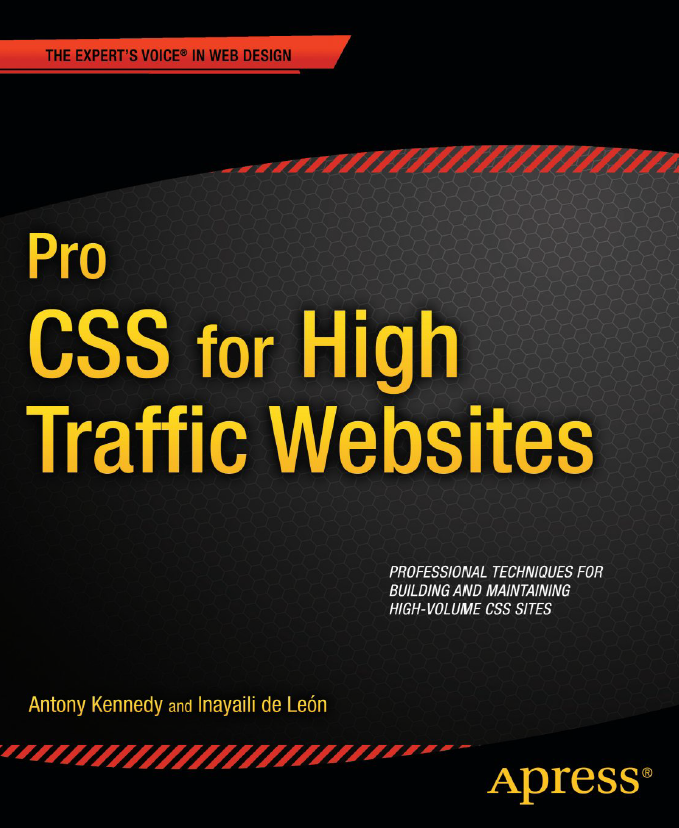 THE EXPERT'S VOICE® IN WEB DESIGN
Pro
CSS for High
Traffic Websites
PROFESSIONAL TECHNIQUES FOR
BUILDING AND MAINTAINING
HIGH-VOLUME CSS SITES
Antony Kennedy and Inayaili de León
Apress®